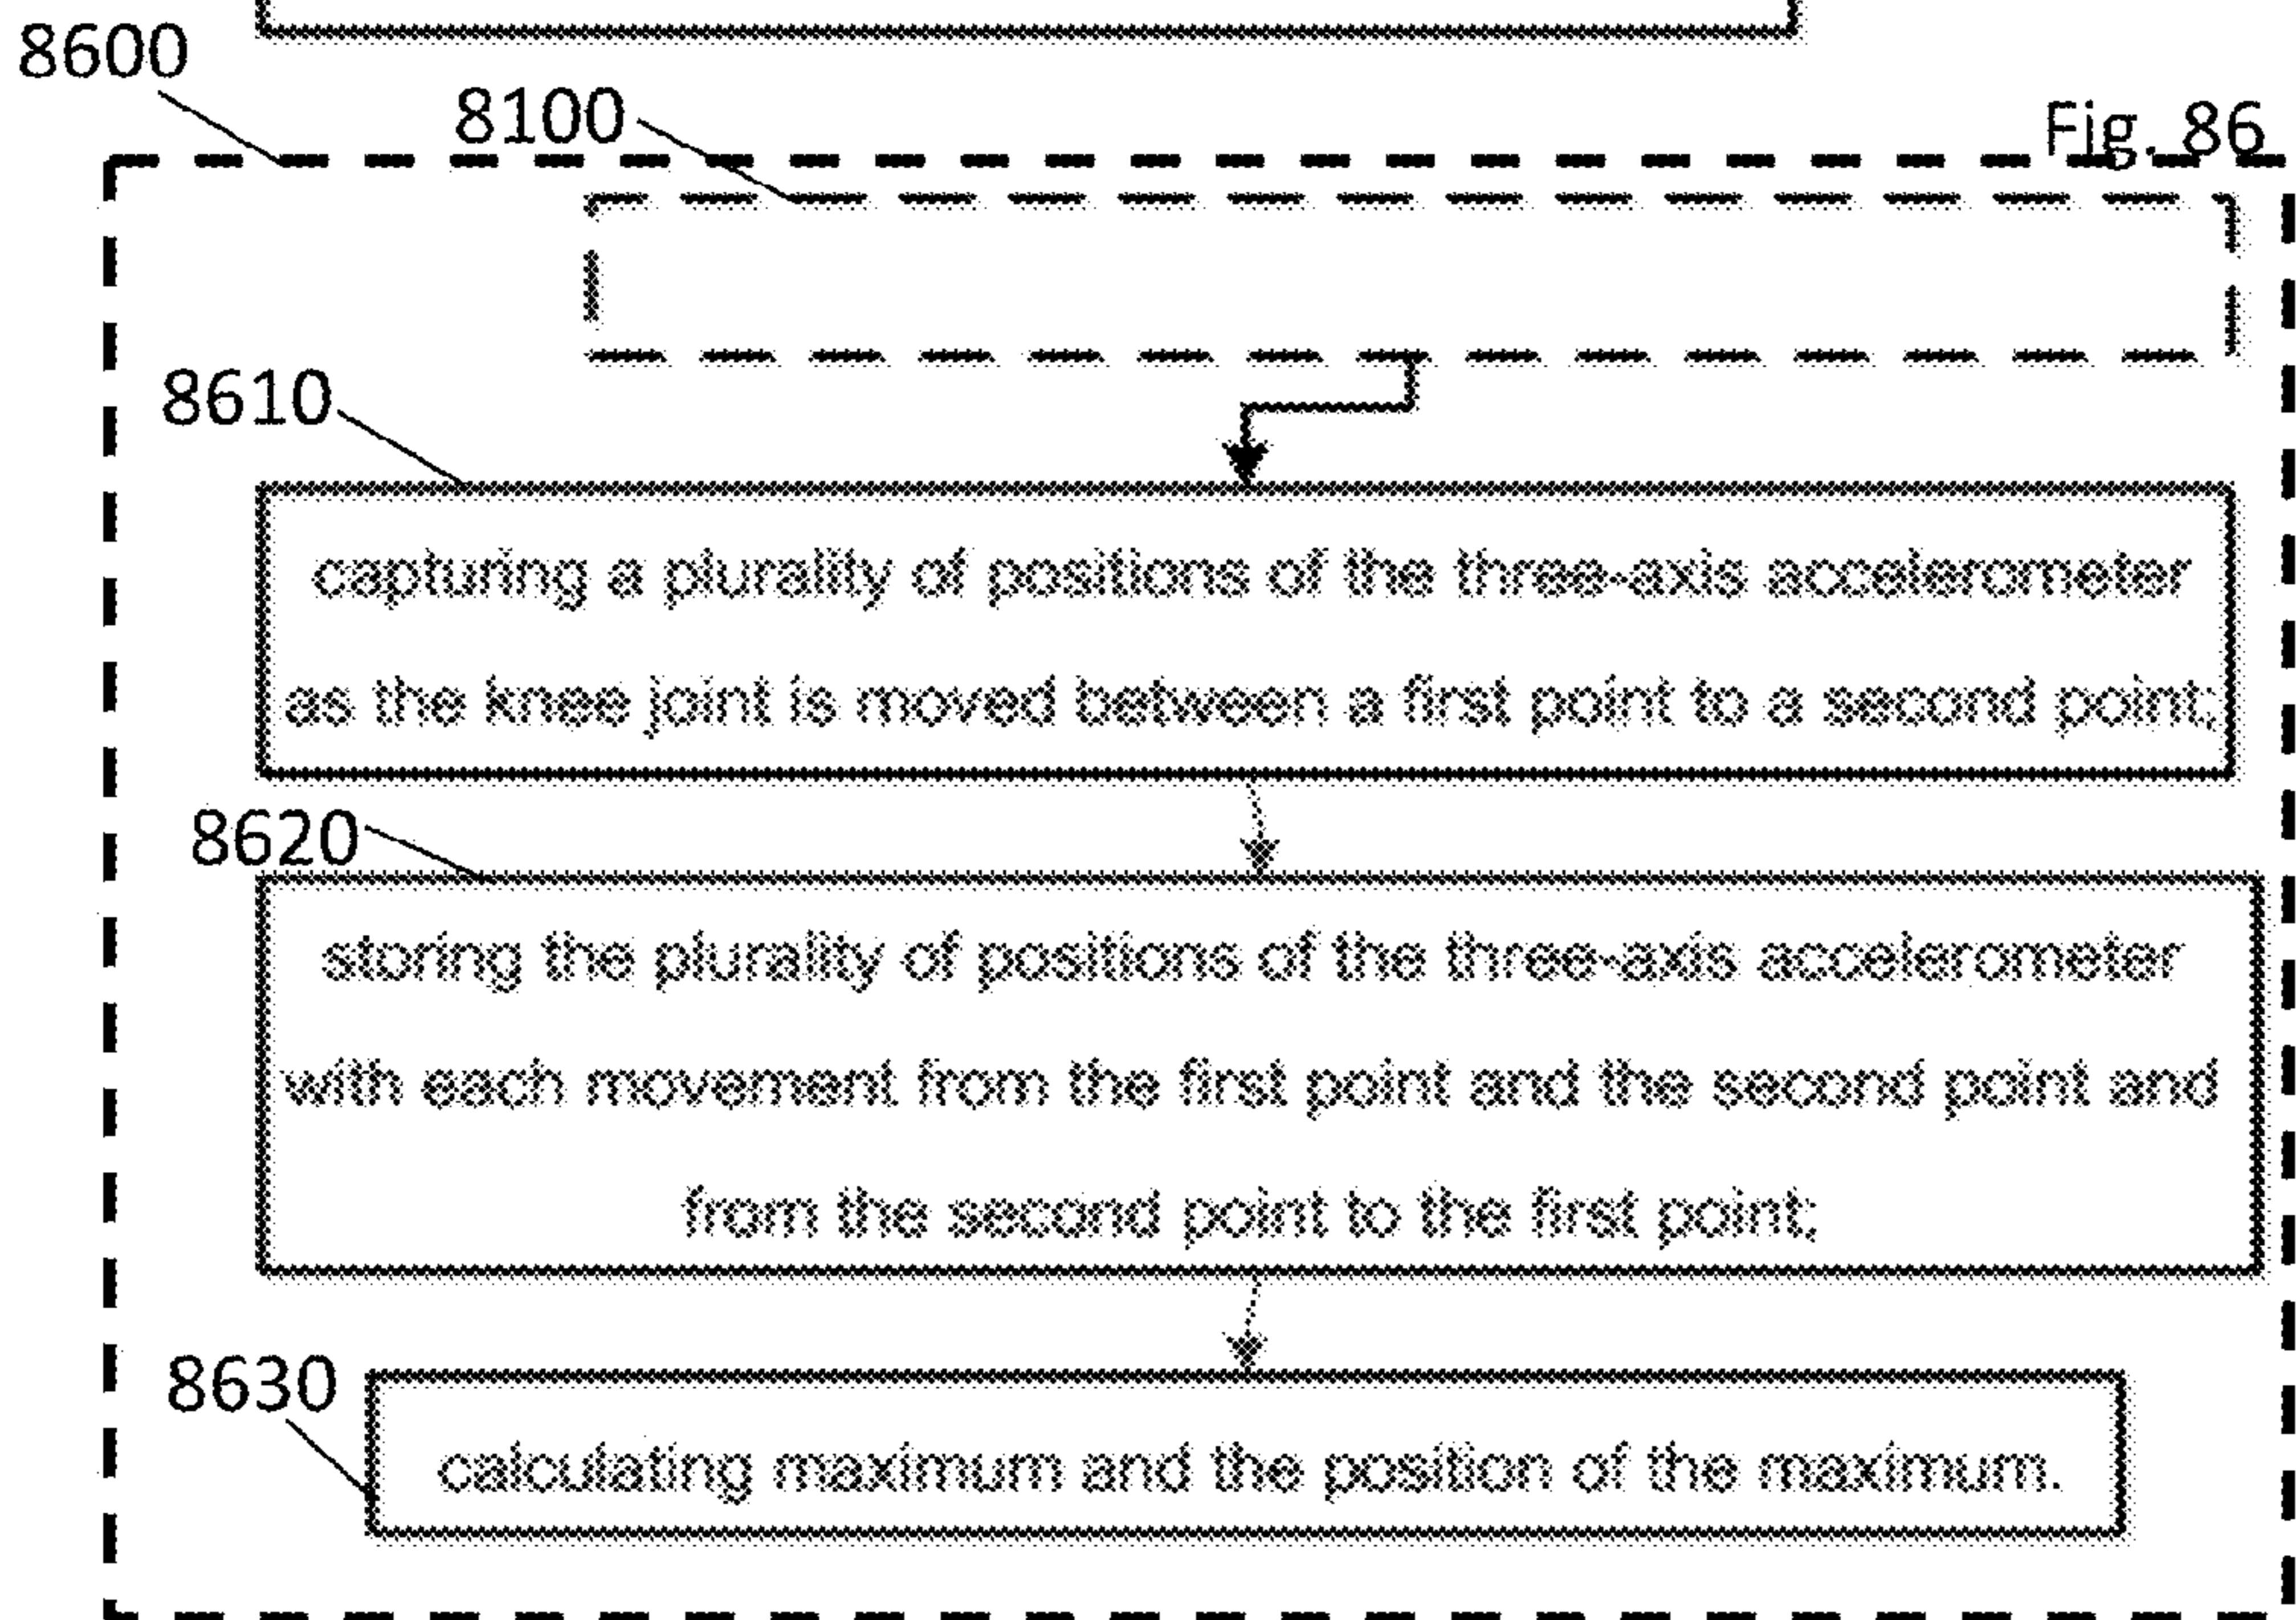 8600
8100
Fig. 86
8610
capturing a plurality of positions of the three-axis accelerometer
as the knee joint is moved between a first point to a second point;
8620
storing the plurality of positions of the three-axis accelerometer
with each movement from the first point and the second point and
from the second point to the first point;
8630
calculating maximum and the position of the maximum.